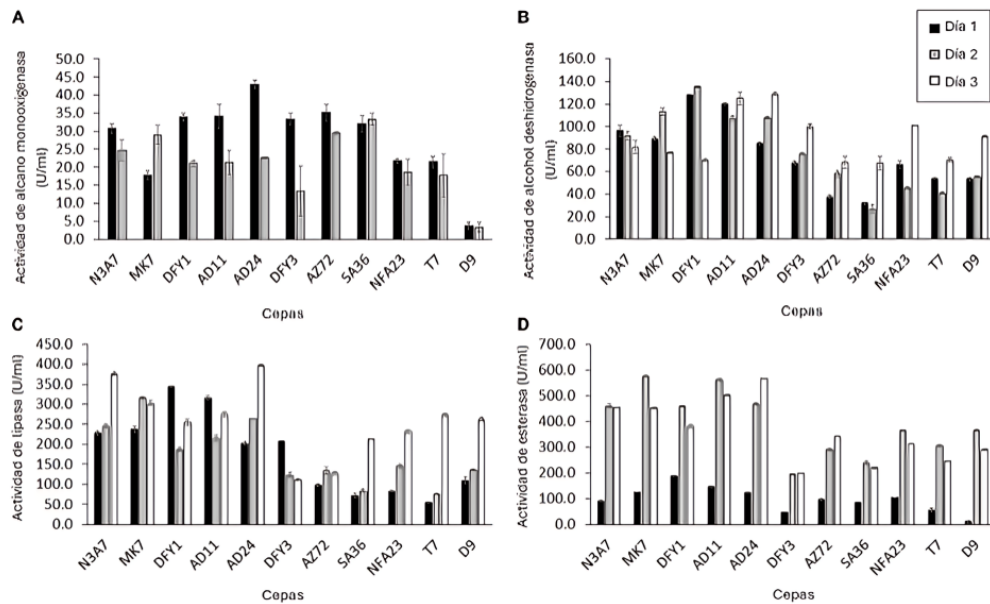 A
Actividad de alcano monooxigenasa
(U/ml)
50.0
45.0
40.0
35.0
30.0
25.0
20.0
15.0
10.0
5.0
0.0
N3A7
MK7
DFY1
AD11
AD24
DFY3
AZ72
SA36
NFA23
T7
D9
Cepas
B
Actividad de alcohol deshidrogenasa
(U/ml)
160.0
140.0
120.0
100.0
80.0
60.0
40.0
20.0
0.0
N3A7
MK7
DFY1
AD11
AD24
DFY3
AZ72
SA36
NFA23
T7
D9
Cepas
Día 1
Día 2
Día 3
C
Actividad de lipasa (U/ml)
450.0
400.0
350.0
300.0
250.0
200.0
150.0
100.0
50.0
0.0
N3A7
MK7
DFY1
AD11
AD24
DFY3
AZ72
SA36
NFA23
T7
D9
Cepas
D
Actividad de esterasa (U/ml)
700.0
600.0
500.0
400.0
300.0
200.0
100.0
0.0
N3A7
MK7
DFY1
AD11
AD24
DFY3
AZ72
SA36
NFA23
T7
D9
Cepas